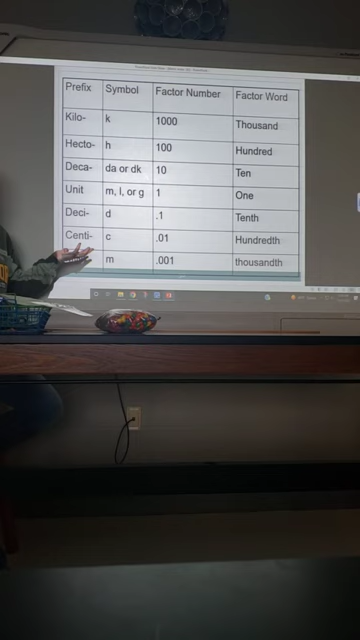 Prefix Symbol Factor Number Factor Word
Kilo- k 1000 Thousand
Hecto- h 100 Hundred
Deca- da or dk 10 Ten
Unit m, l, or g 1 One
Deci- d .1 Tenth
Centi- c .01 Hundredth
m .001 thousandth